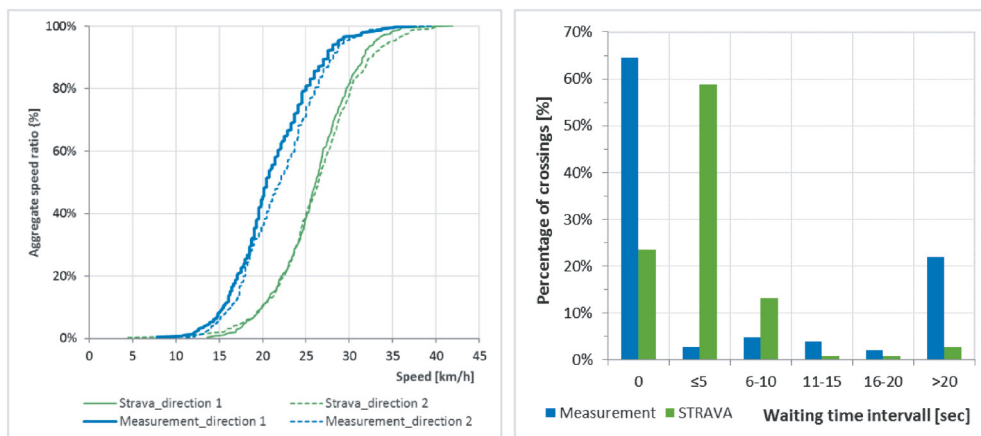 100%
80%
60%
40%
20%
0%
Aggregate speed ratio {%)
0 5 10 15 20 25 30 35 40 45
Speed [km/h]
Strava_direction 1 Strava_direction 2
Measurement_direction 1 Measurement_direction 2
70%
60%
50%
40%
30%
20%
10%
0%
Percentage of crossings [%]
0 ≤5 6-10 11-15 16-20 >20
Measurement STRAVA Waiting time intervall [sec]